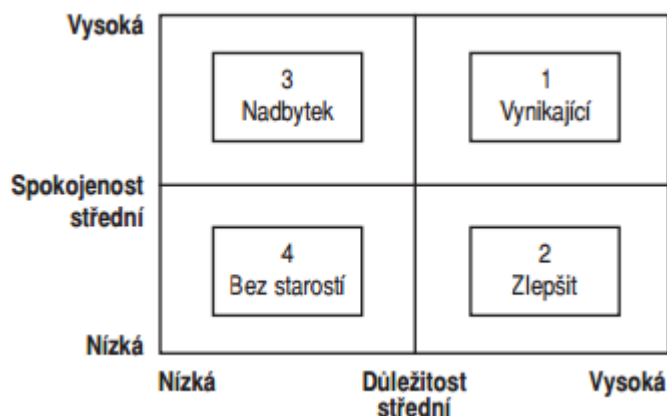 Vysoká
3
Nadbytek
1
Vynikající
Spokojenost
střední
4
Bez starostí
2
Zlepšit
Nízká
Nízká
Důležitost
střední
Vysoká